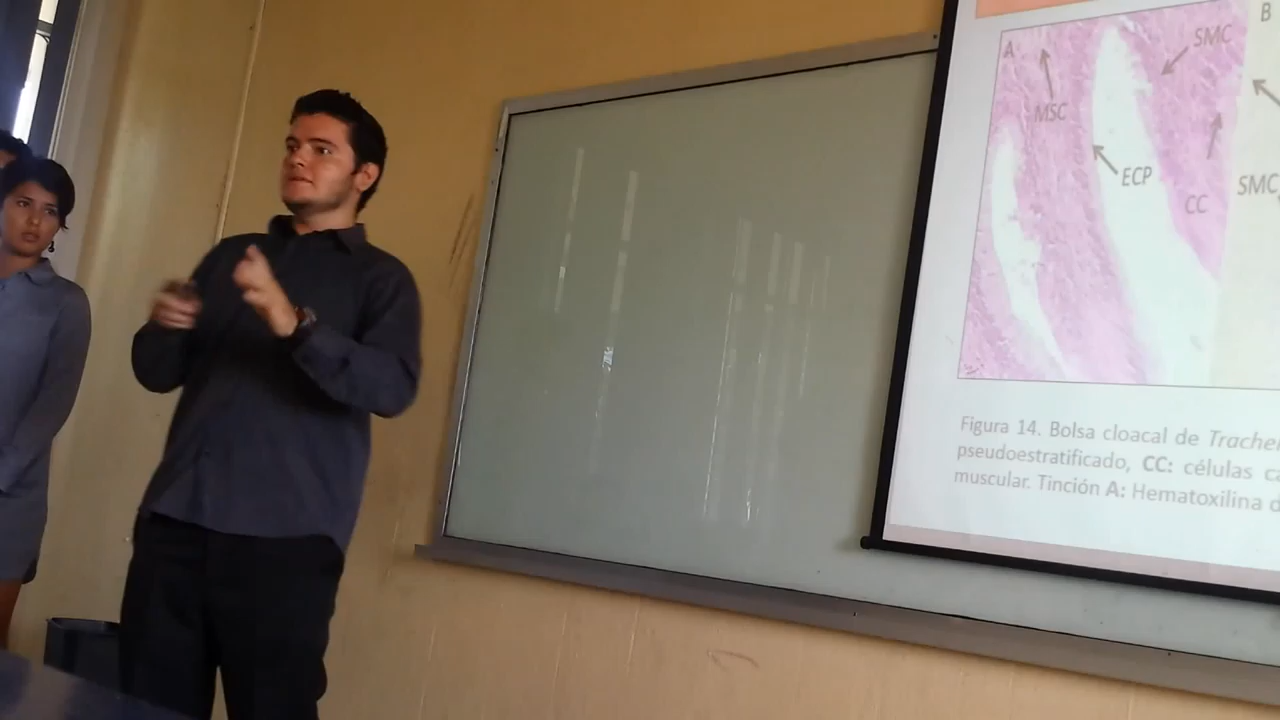 A
B
SMC
MSC
ECP
SMC
CC
Figura 14. Bolsa cloacal de
pseudoestratificado, CC: células
muscular. Tinción A: Hematoxilina